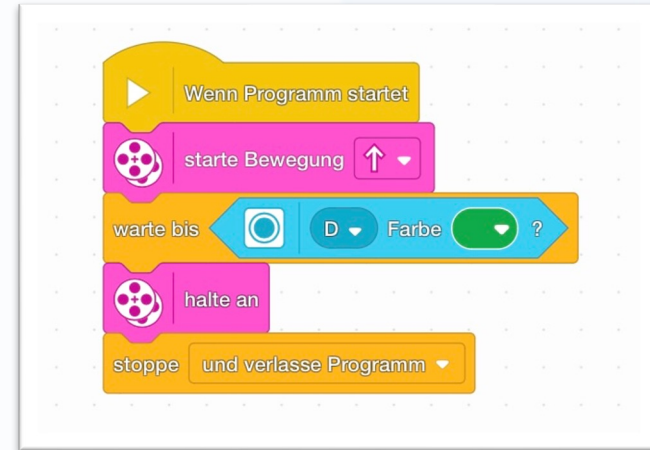 Wenn Programm startet
starte Bewegung
warte bis D Farbe ?
halte an
stoppe und verlasse Programm